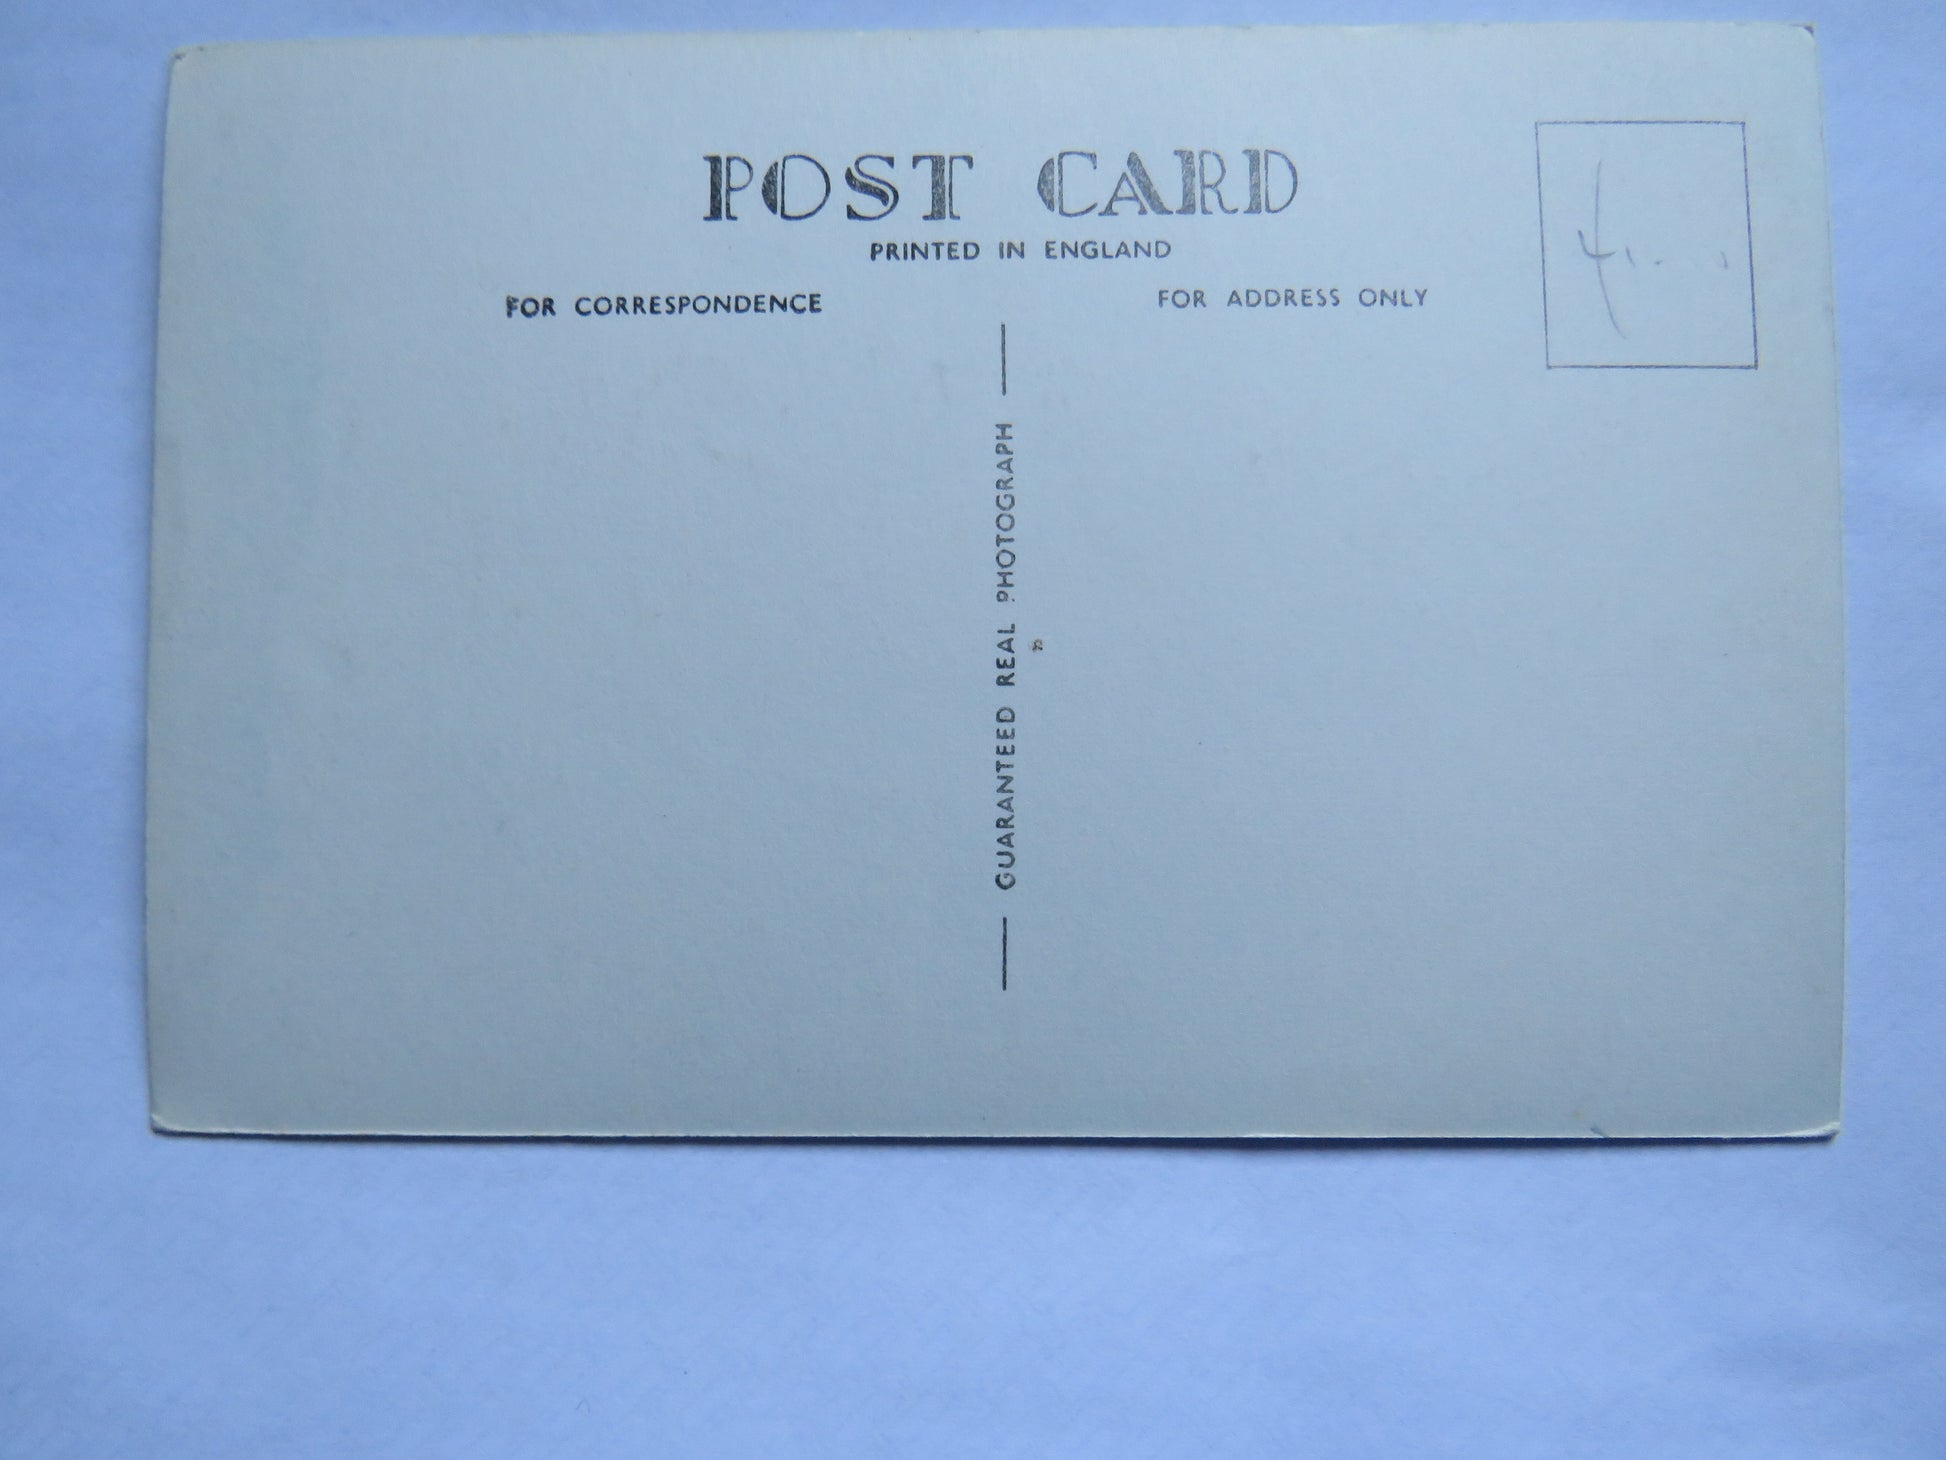 POST CARD
PRINTED IN ENGLAND
FOR CORRESPONDENCE
FOR ADDRESS ONLY
GUARANTEED REAL PHOTOGRAPH